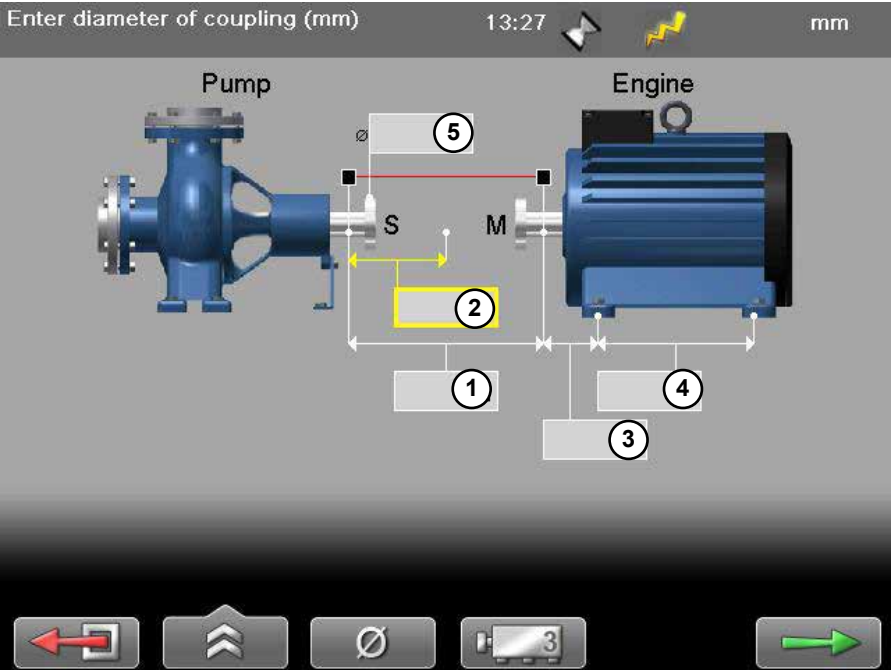 Enter diameter of coupling (mm) 13:27 mm
Pump Engine
Ø 5
S M
2
1 4
3
Ø 3